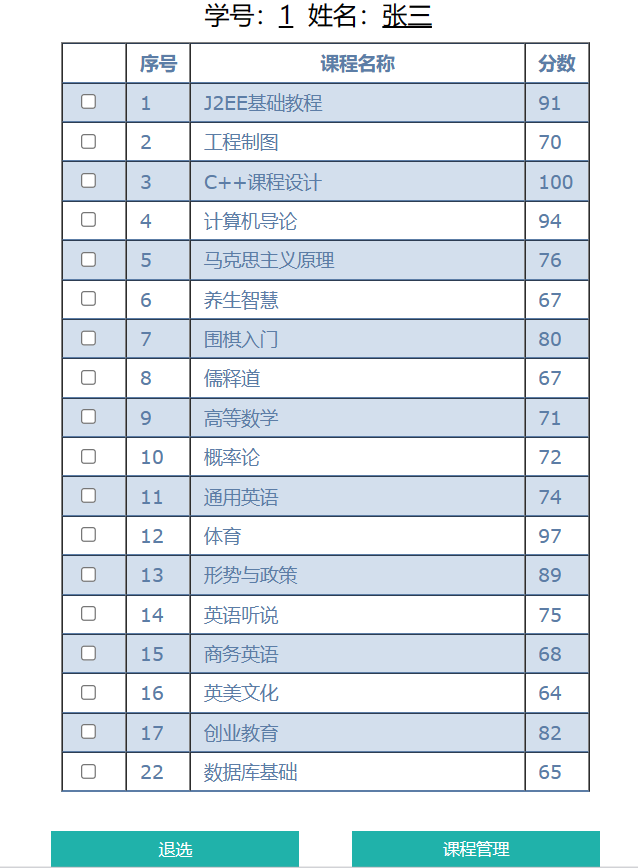 学号：1 姓名：张三
序号 课程名称 分数
1 J2EE基础教程 91
2 工程制图 70
3 C++课程设计 100
4 计算机导论 94
5 马克思主义原理 76
6 养生智慧 67
7 围棋入门 80
8 儒释道 67
9 高等数学 71
10 概率论 72
11 通用英语 74
12 体育 97
13 形势与政策 89
14 英语听说 75
15 商务英语 68
16 英美文化 64
17 创业教育 82
22 数据库基础 65
退选 课程管理